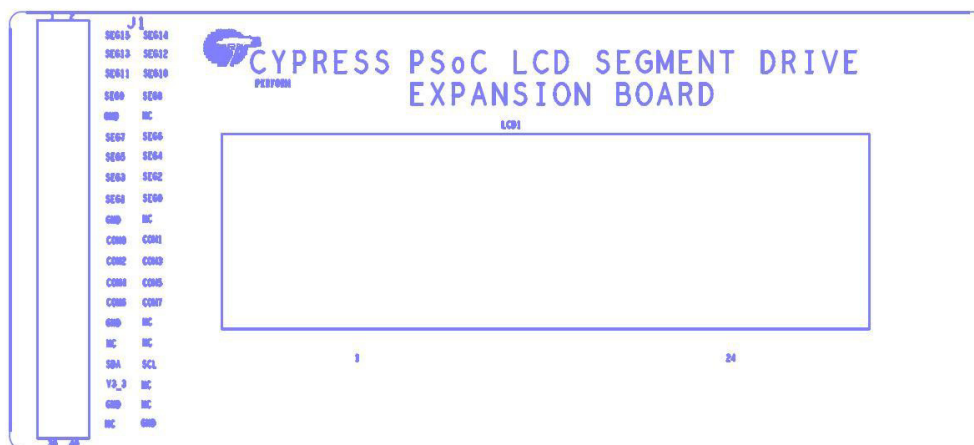 J1
SEG15 SEG14
SEG13 SEG12
SEG11 SEG10
SEG9 SEG8
GND NC
SEG7 SEG6
SEG5 SEG4
SEG3 SEG2
SEG1 SEG0
GND NC
COM0 COM1
COM2 COM3
COM4 COM5
COM6 COM7
GND NC
NC NC
SDA SCL
V3_3 NC
GND NC
NC GND
PERFORM
CYPRESS PSoC LCD SEGMENT DRIVE
EXPANSION BOARD
LCD1
1 24